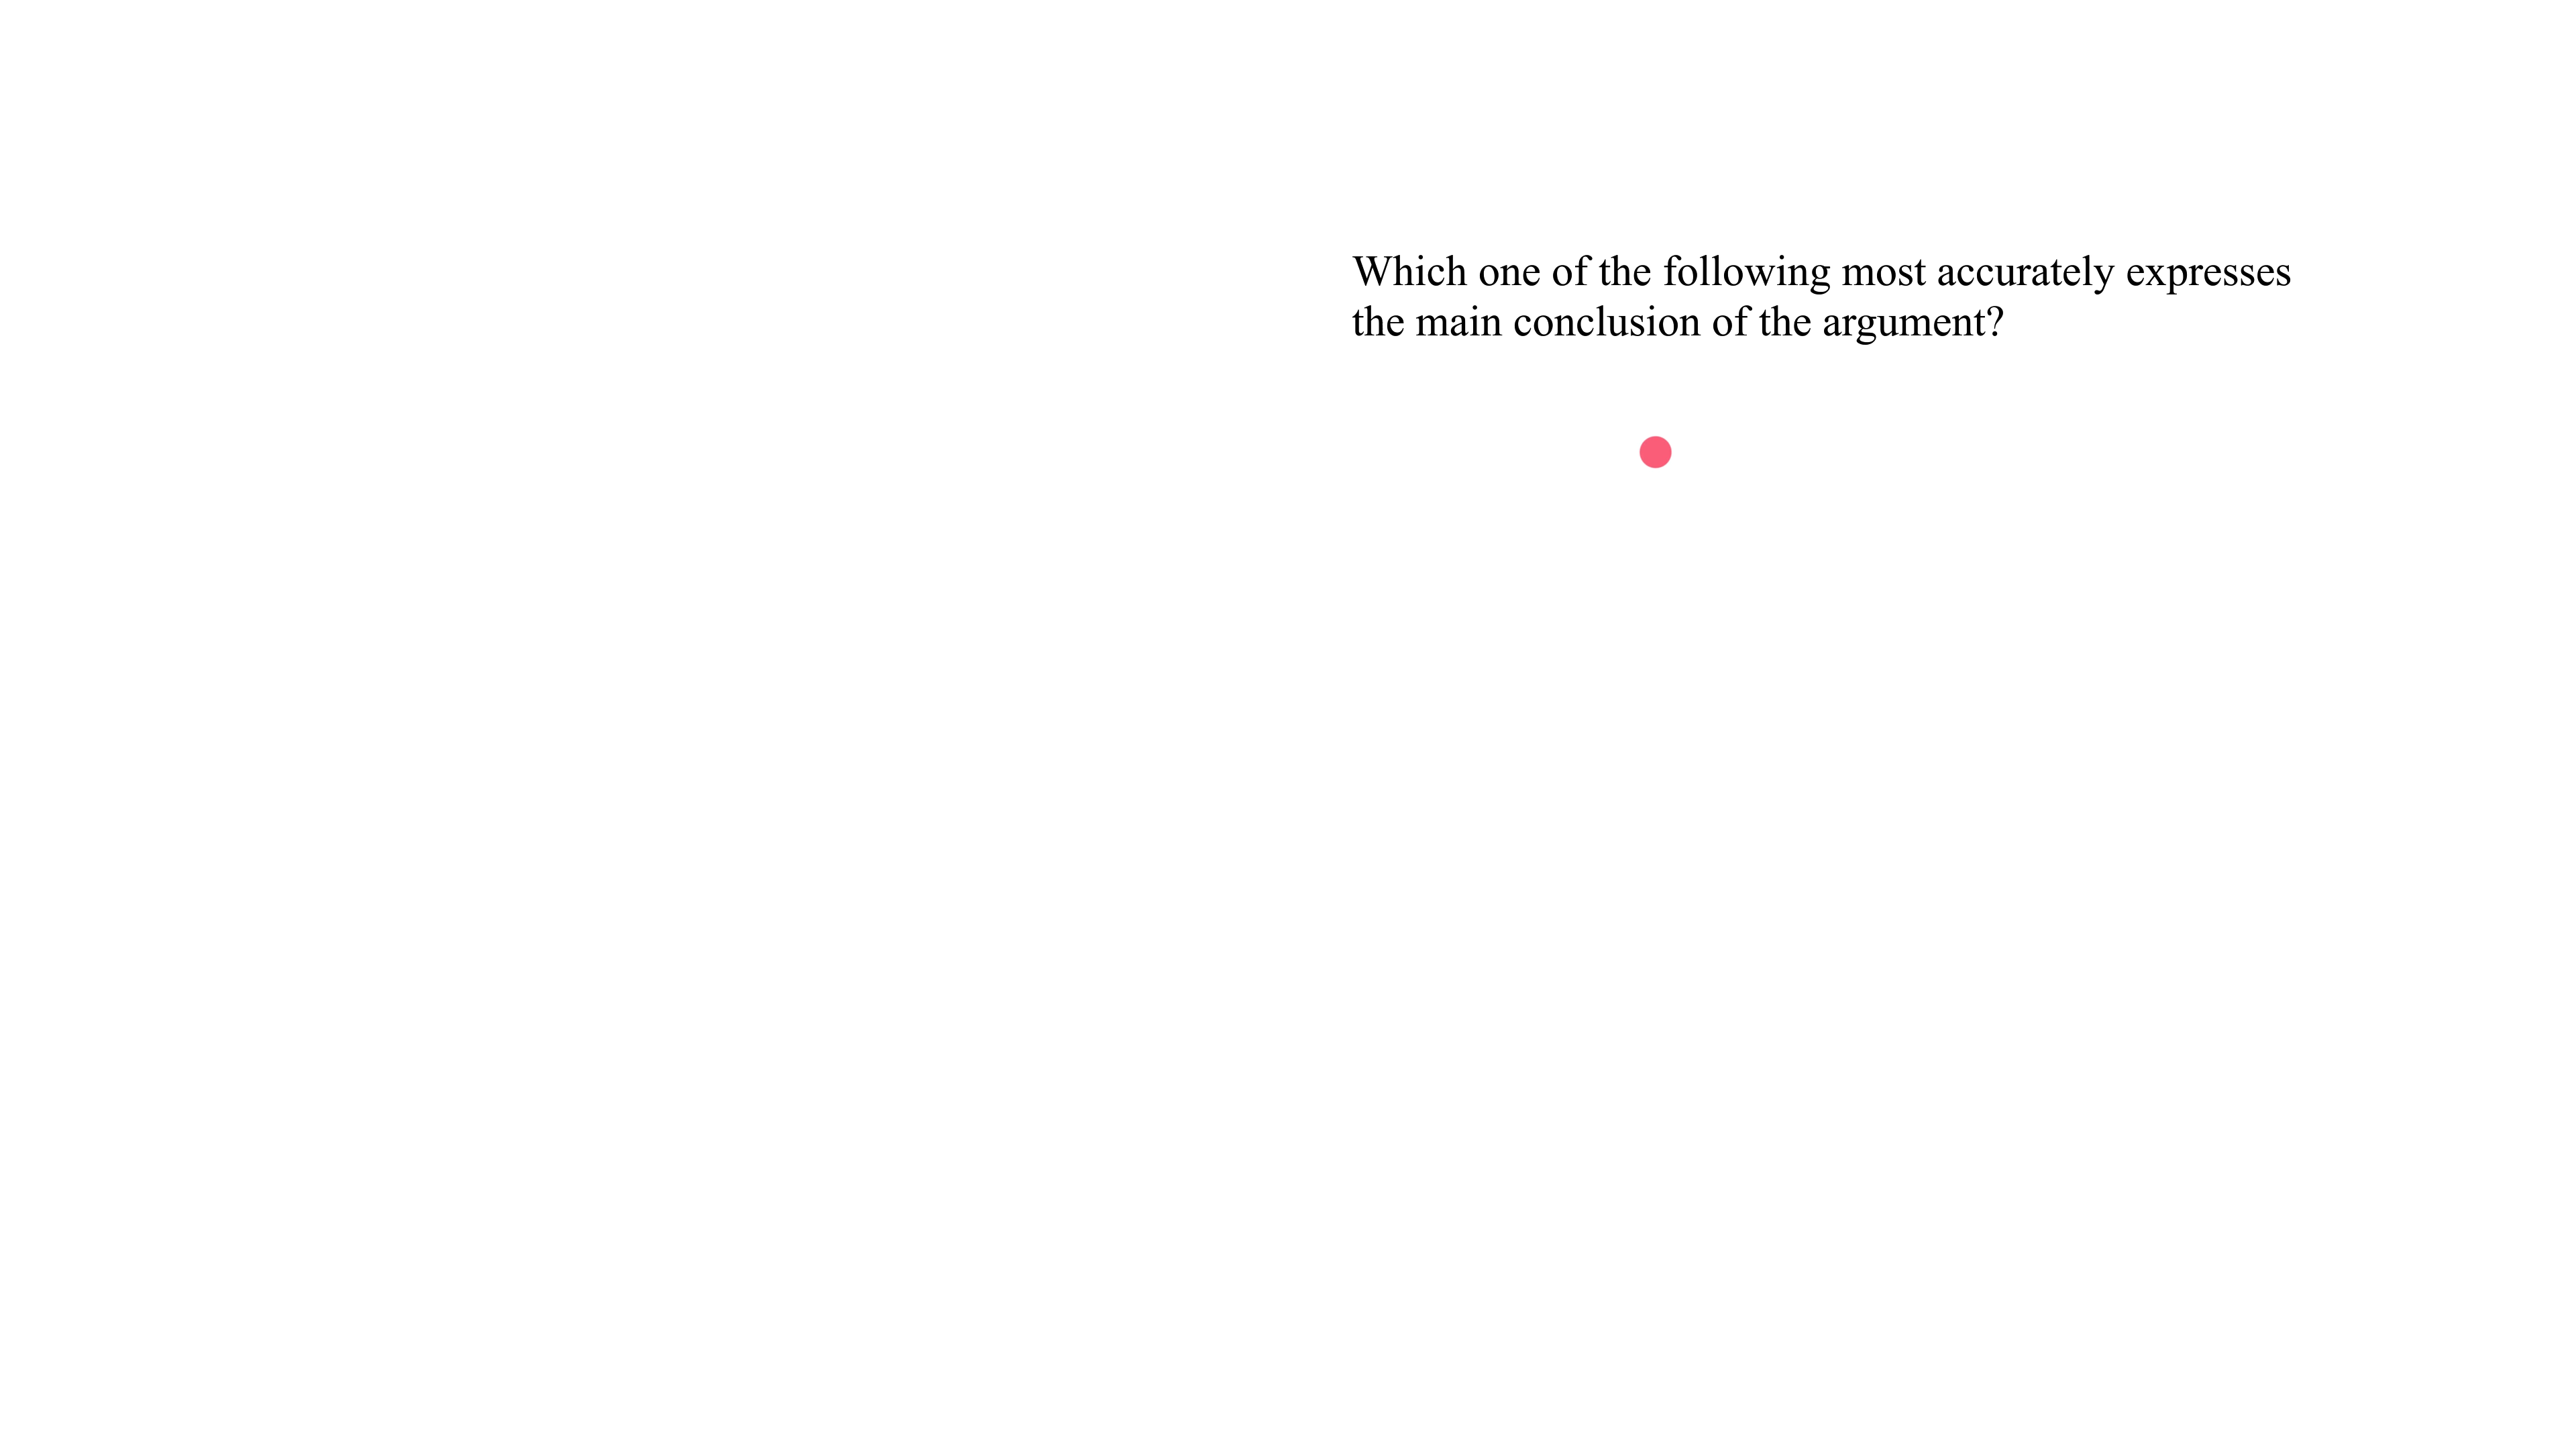 Which one of the following most accurately expresses
the main conclusion of the argument?